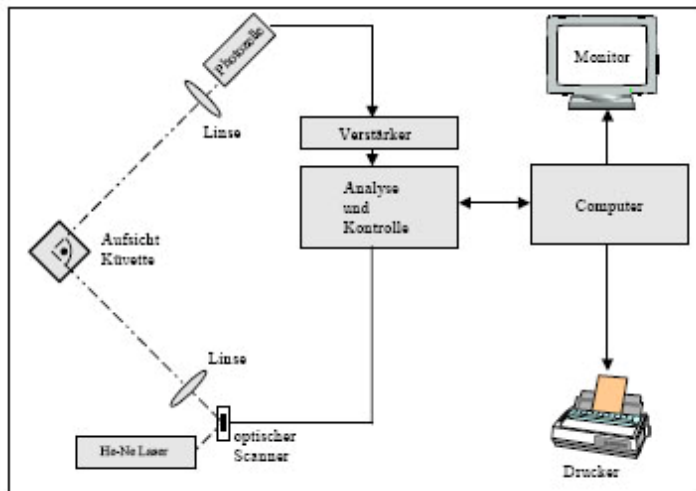 Photozelle
Monitor
Linse
Verstärker
Analyse
und
Kontrolle
Computer
Aufsicht
Küvette
Linse
He-Ne Laser
optischer
Scanner
Drucker